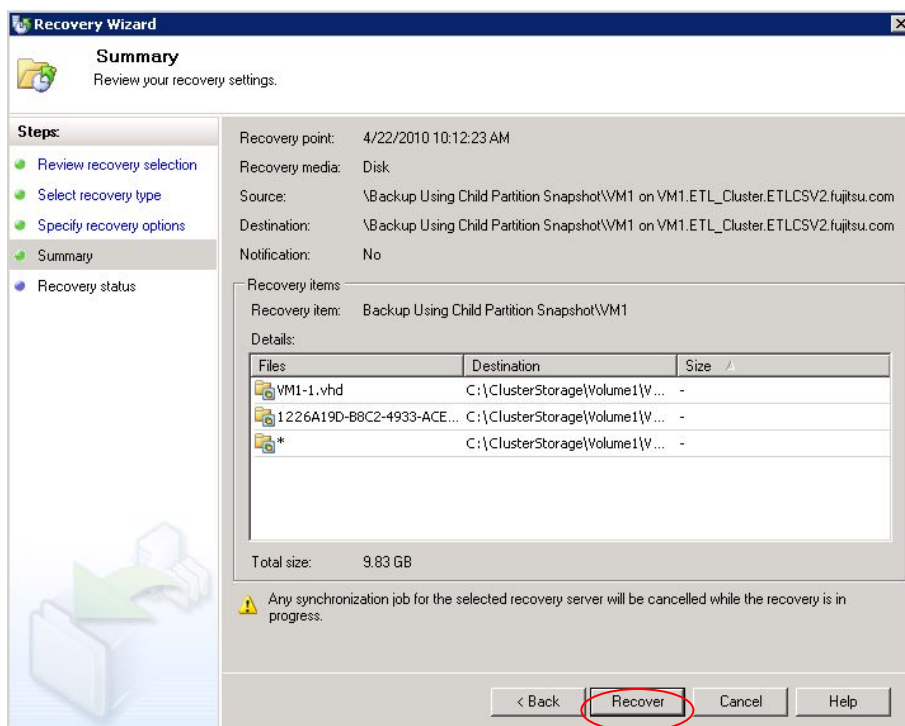 Recovery Wizard
Summary
Review your recovery settings.
Steps:
Review recovery selection
Select recovery type
Specify recovery options
Summary
Recovery status
Recovery point: 4/22/2010 10:12:23 AM
Recovery media: Disk
Source: \Backup Using Child Partition Snapshot\VM1 on VM1.ETL_Cluster.ETLCSV2.fujitsu.com
Destination: \Backup Using Child Partition Snapshot\VM1 on VM1.ETL_Cluster.ETLCSV2.fujitsu.com
Notification: No
Recovery items
Recovery item: Backup Using Child Partition Snapshot\VM1
Details:
Files Destination Size
VM1-1.vhd C:\ClusterStorage\Volume1\V... -
1226A19D-B8C2-4933-ACE... C:\ClusterStorage\Volume1\V... -
* C:\ClusterStorage\Volume1\V... -
Total size: 9.83 GB
Any synchronization job for the selected recovery server will be cancelled while the recovery is in
progress.
< Back Recover Cancel Help